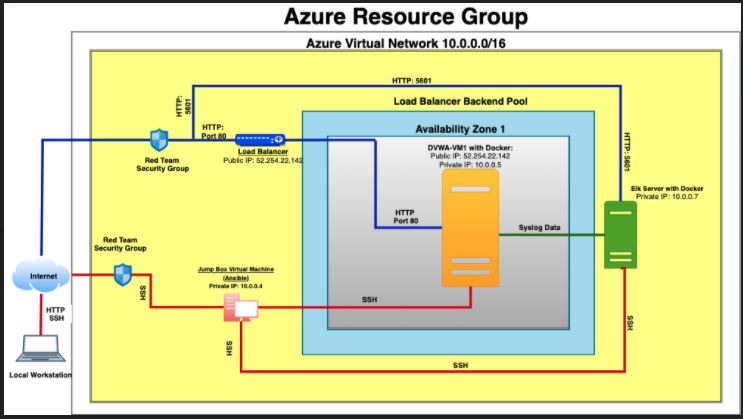 Azure Resource Group
Azure Virtual Network 10.0.0.0/16
HTTP: 5601
HTTP:
5601
Load Balancer Backend Pool
HTTP:
Port 80
Availability Zone 1
Load Balancer
Public IP: 52.254.22.142
Red Team
Security Group
DVWA-VM1 with Docker:
Public IP: 52.254.22.142
Private IP: 10.0.0.5
HTTP: 5601
Elk Server with Docker
Private IP: 10.0.0.7
HTTP
Port 80
Syslog Data
Red Team
Security Group
Internet
Jump Box Virtual Machine
(Ansible)
Private IP: 10.0.0.4
SSH
SSH
HTTP
SSH
SSH
SSH
SSH
Local Workstation